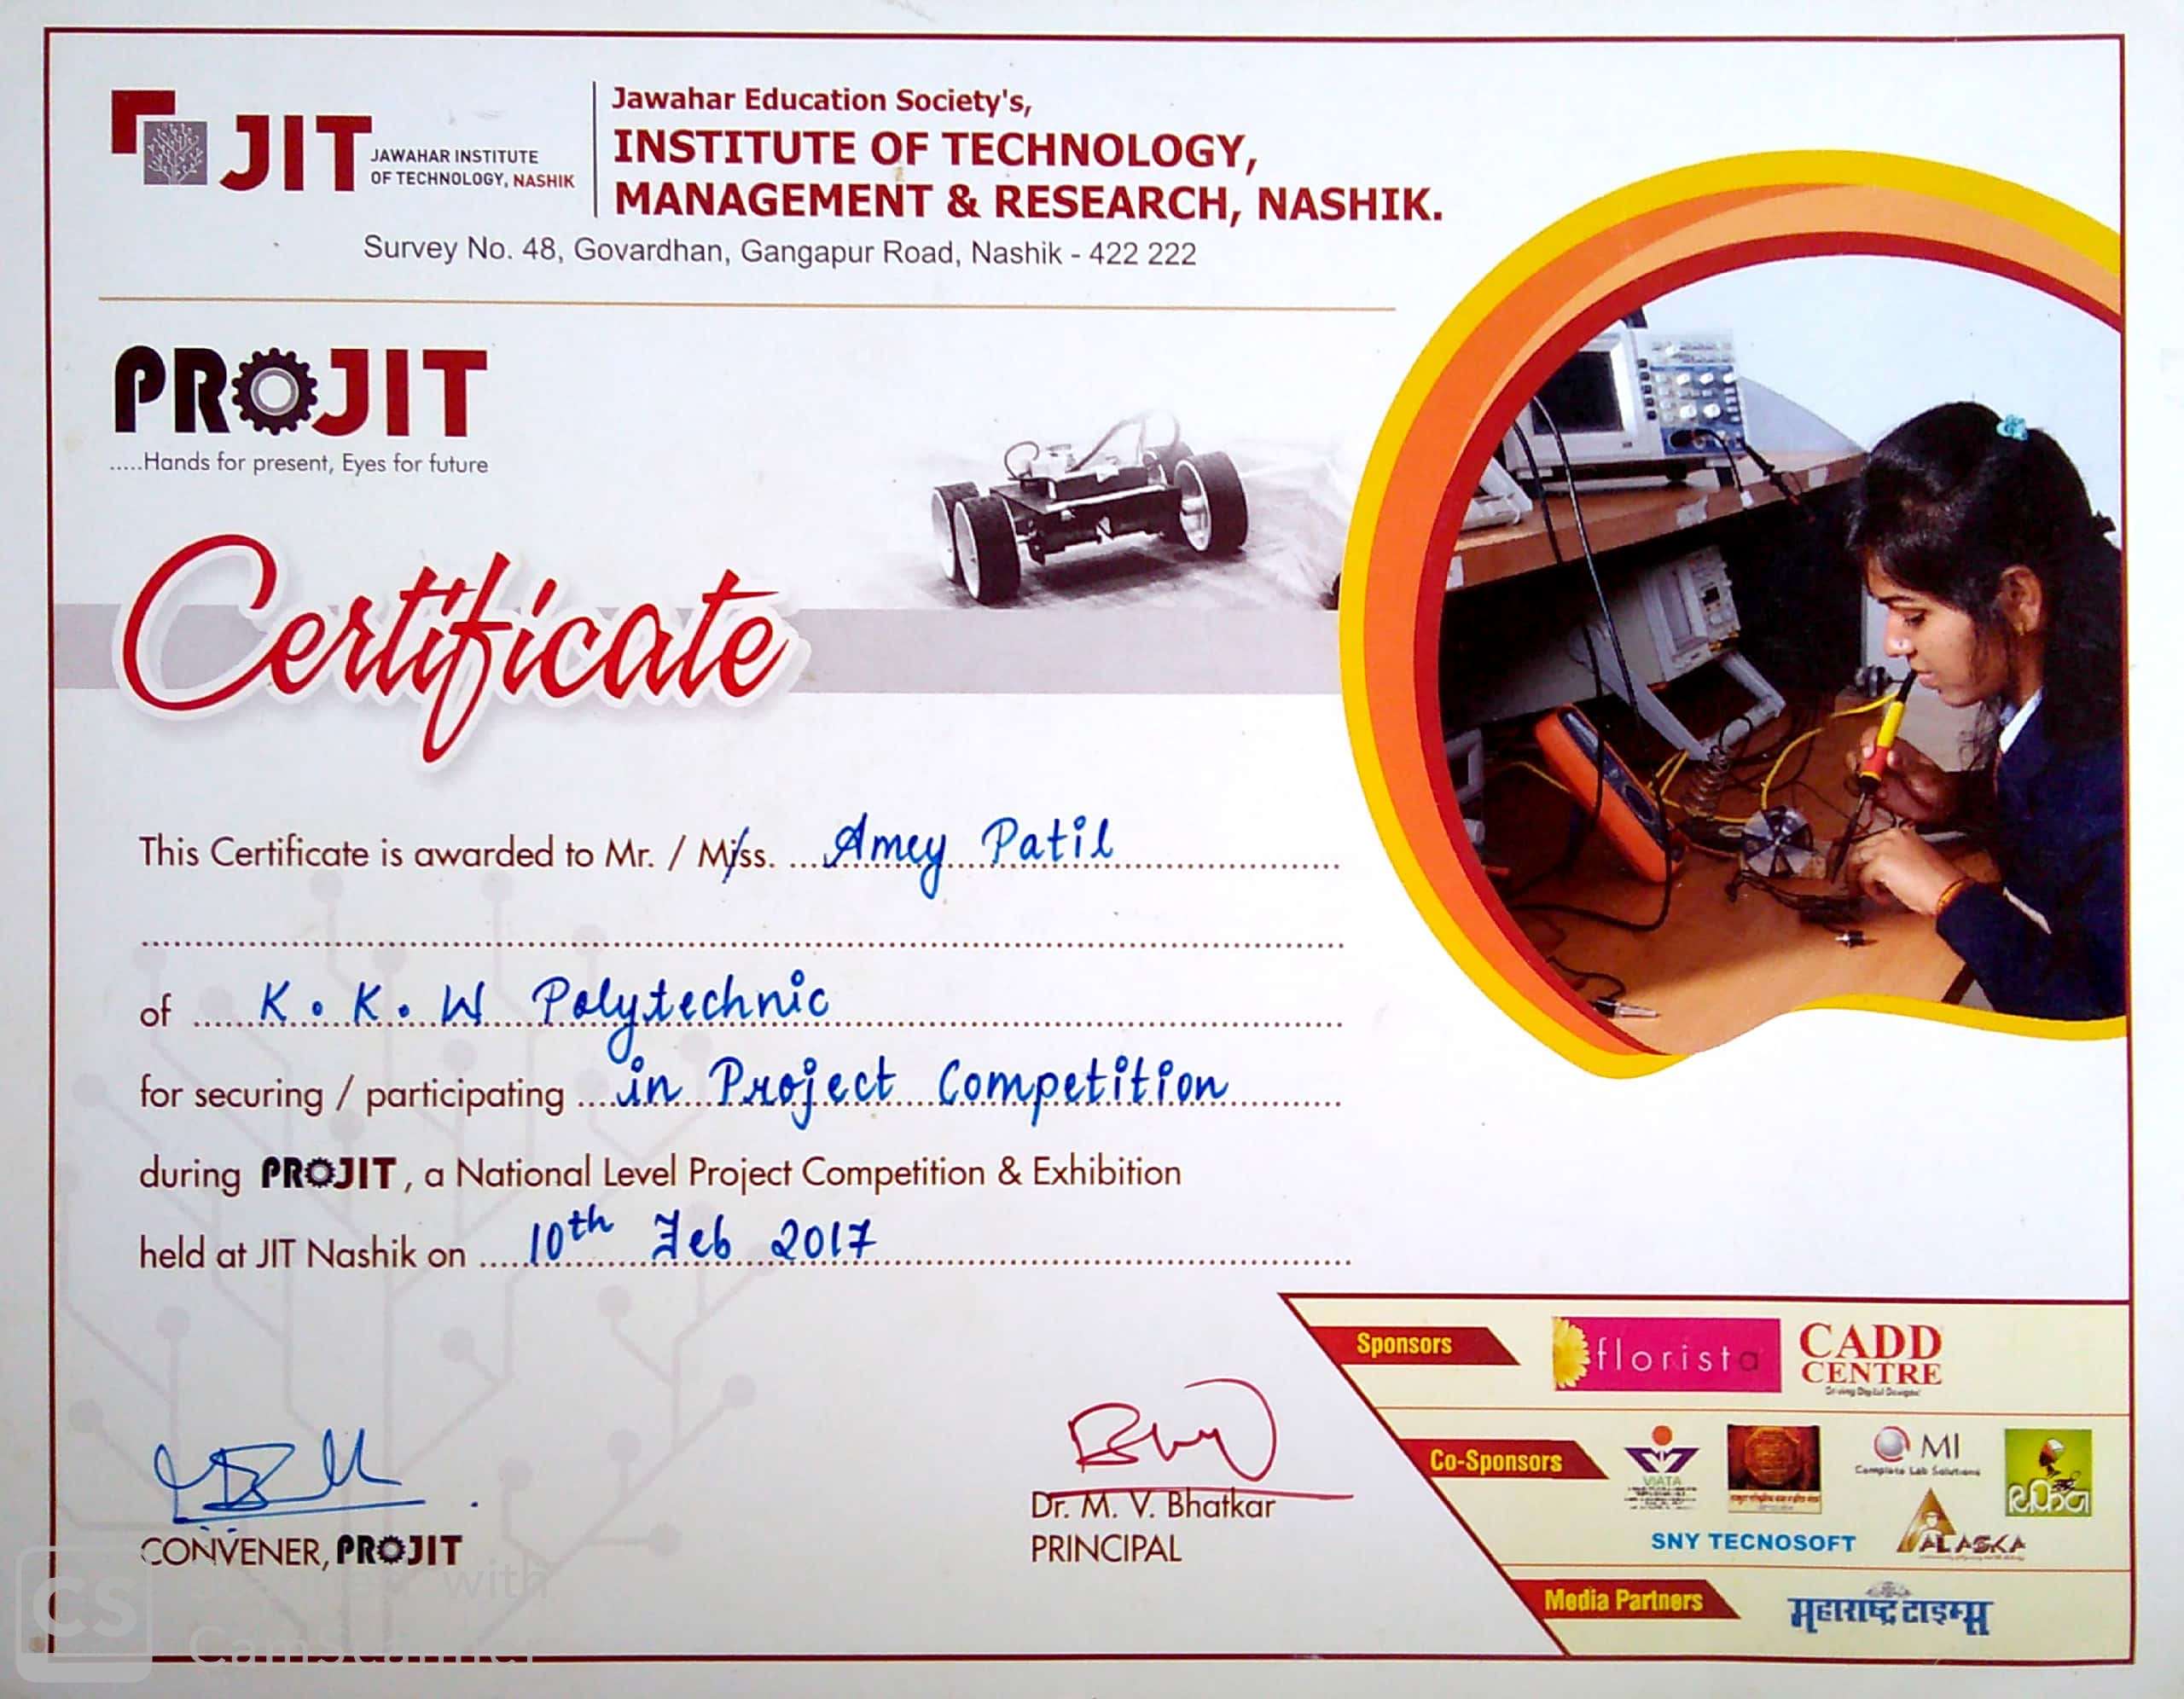 JIT
JAWAHAR INSTITUTE
OF TECHNOLOGY, NASHIK
Jawahar Education Society's,
INSTITUTE OF TECHNOLOGY,
MANAGEMENT & RESEARCH, NASHIK.
Survey No. 48, Govardhan, Gangapur Road, Nashik - 422 222
PROJIT
.....Hands for present, Eyes for future
Certificate
This Certificate is awarded to Mr. / Miss. Amey Patil
of K. K. W Polytechnic
for securing / participating in Project Competition
during PROJIT, a National Level Project Competition & Exhibition
held at JIT Nashik on 10th Feb 2017
CONVENER, PROJIT
Dr. M. V. Bhatkar
PRINCIPAL
Sponsors
florista
CADD
CENTRE
Co-Sponsors
VIATA
MI
Complete Lab Solutions
SNY TECNOSOFT
ALASKA
Media Partners
महाराष्ट्र टाइम्स
CS
with
CamScanner